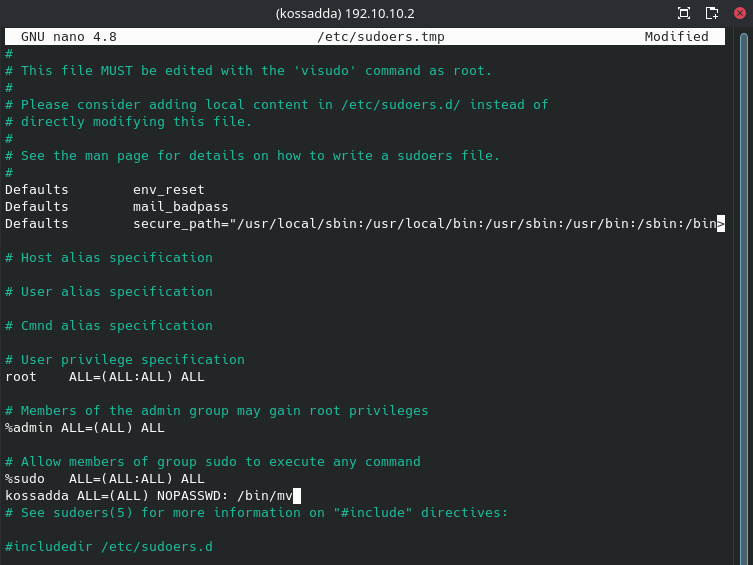 (kossadda) 192.10.10.2
GNU nano 4.8 /etc/sudoers.tmp Modified
#
# This file MUST be edited with the 'visudo' command as root.
#
# Please consider adding local content in /etc/sudoers.d/ instead of
# directly modifying this file.
#
# See the man page for details on how to write a sudoers file.
#
Defaults        env_reset
Defaults        mail_badpass
Defaults        secure_path="/usr/local/sbin:/usr/local/bin:/usr/sbin:/usr/bin:/sbin:/bin>
# Host alias specification
# User alias specification
# Cmnd alias specification
# User privilege specification
root    ALL=(ALL:ALL) ALL
# Members of the admin group may gain root privileges
%admin ALL=(ALL) ALL
# Allow members of group sudo to execute any command
%sudo   ALL=(ALL:ALL) ALL
kossadda ALL=(ALL) NOPASSWD: /bin/mv
# See sudoers(5) for more information on "#include" directives:
#includedir /etc/sudoers.d